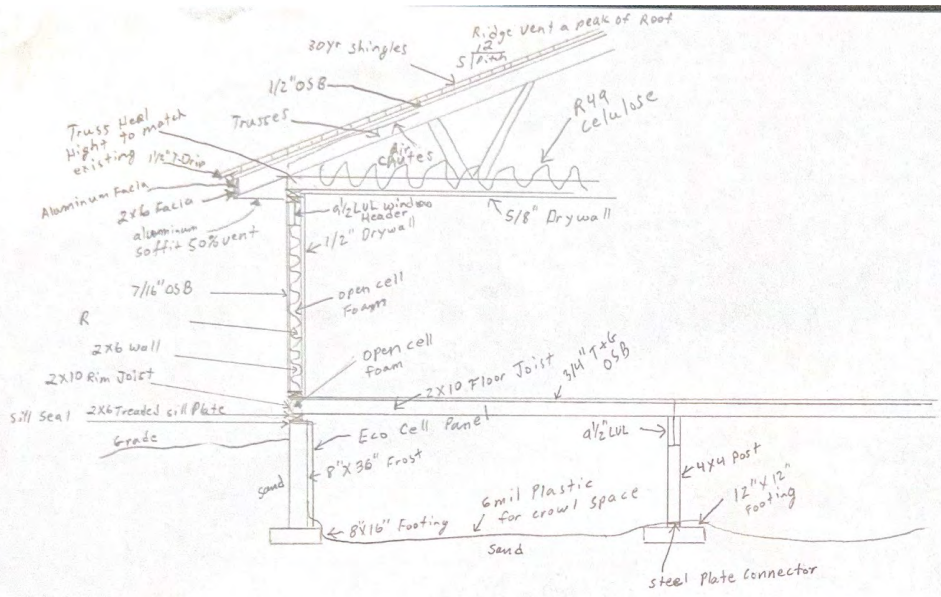 Ridge vent a peak of Roof
30yr shingles
12
5 Pitch
1/2" OSB
Trusses
Truss Heel
Hight to match
existing
1 1/2" T-Drip
Air
chutes
R49
celulose
Aluminum Facia
2x6 Facia
aluminum
soffit 50% vent
9 1/2 LVL window
Header
1/2" Drywall
5/8" Drywall
7/16" OSB
open cell
Foam
R
2x6 Wall
open cell
foam
2x10 Rim Joist
2x10 Floor Joist
3/4" T+G
OSB
Sill Seal
2x6 Treaded sill Plate
Grade
Eco Cell Panel
9 1/2" LVL
8"x36" Frost
4x4 Post
sand
6mil Plastic
for crowl space
12"x12"
Footing
8"x16" Footing
Sand
steel Plate Connector